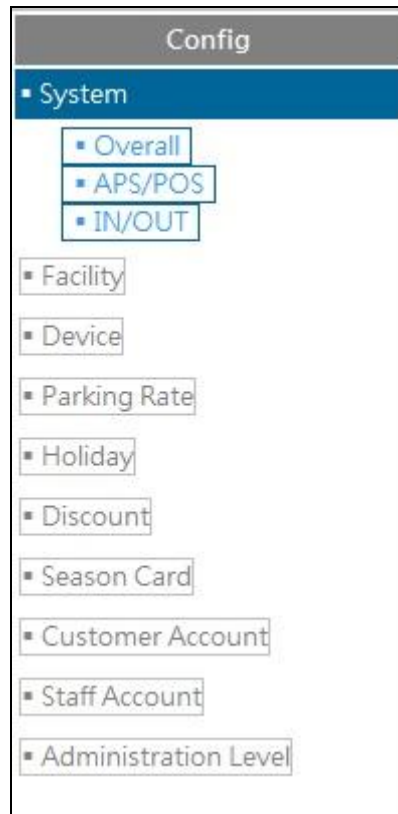 Config
▪ System
▪ Overall
▪ APS/POS
▪ IN/OUT
▪ Facility
▪ Device
▪ Parking Rate
▪ Holiday
▪ Discount
▪ Season Card
▪ Customer Account
▪ Staff Account
▪ Administration Level